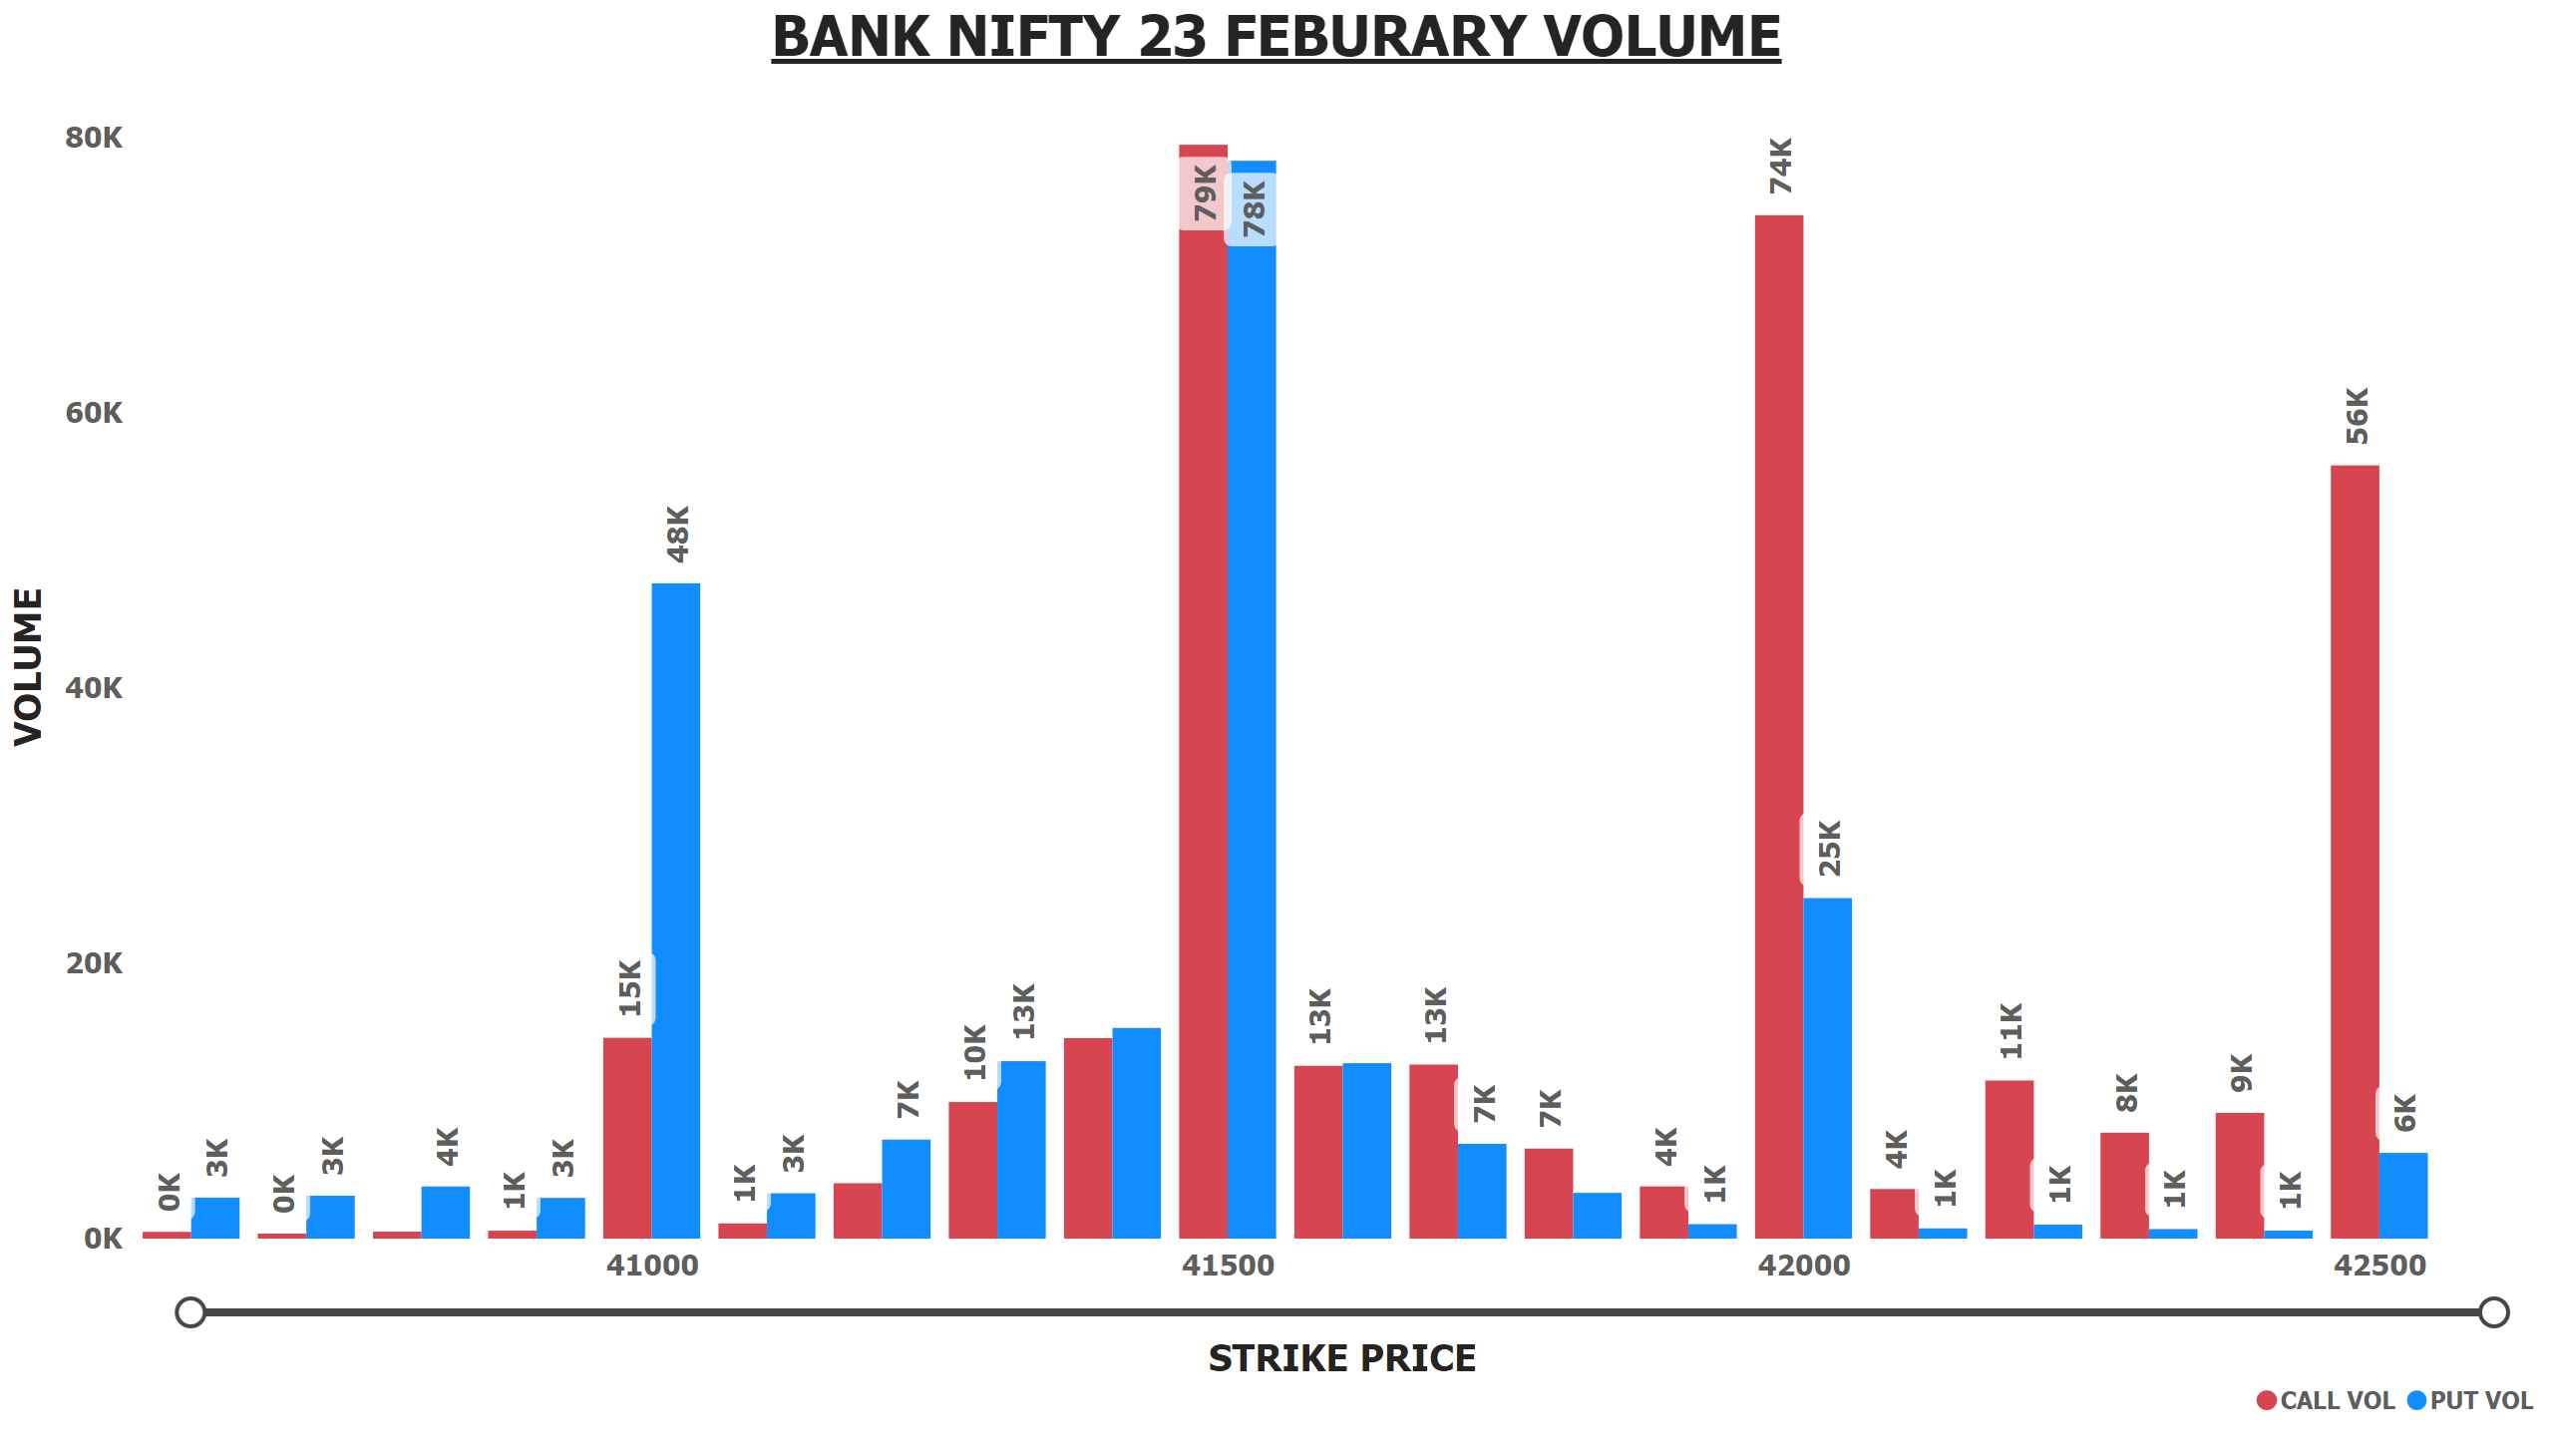 BANK NIFTY 23 FEBURARY VOLUME
VOLUME
80K
60K
40K
20K
0K
0K
3K
0K
3K
4K
1K
3K
15K
48K
1K
3K
7K
10K
13K
79K
78K
13K
13K
7K
7K
4K
1K
74K
25K
4K
1K
11K
1K
8K
1K
9K
1K
56K
6K
41000
41500
42000
42500
STRIKE PRICE
CALL VOL PUT VOL